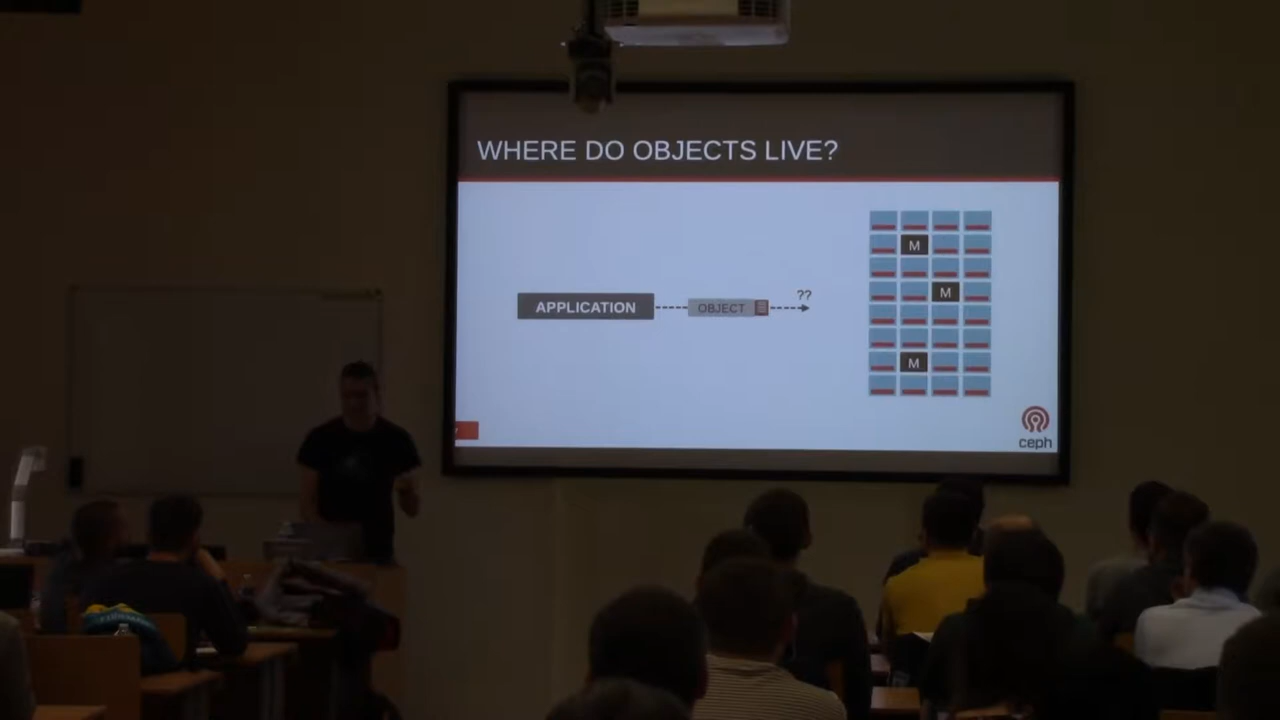 WHERE DO OBJECTS LIVE?
M
??
M
APPLICATION
OBJECT
M
ceph